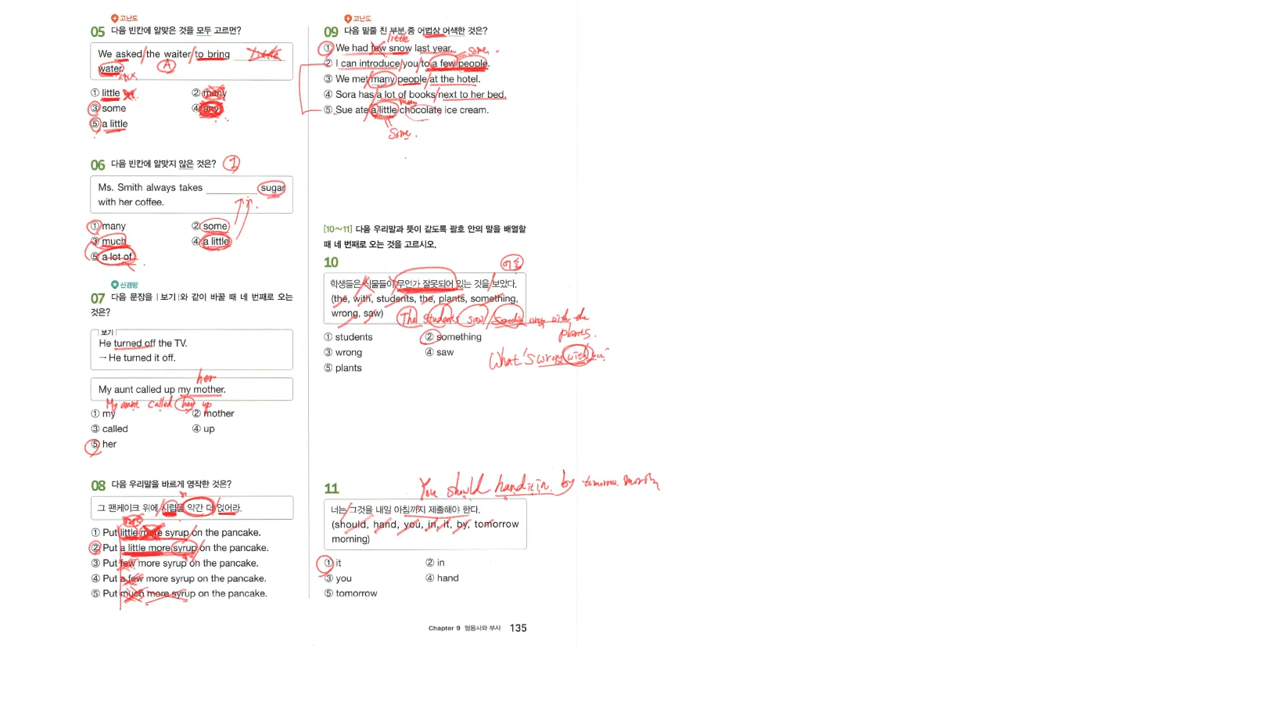 고난도
05 다음 빈칸에 알맞은 것을 모두 고르면?
We asked the waiter to bring
water.
A
① little ② many
③ some ④ any
⑤ a little
06 다음 빈칸에 알맞지 않은 것은? 1
Ms. Smith always takes ________ sugar
with her coffee.
① many ② some
③ much ④ a little
⑤ a lot of
신경향
07 다음 문장을 |보기|와 같이 바꿀 때 네 번째로 오는
것은?
보기
He turned off the TV.
→ He turned it off.
her
My aunt called up my mother.
My aunt called her up
① my ② mother
③ called ④ up
⑤ her
08 다음 우리말을 바르게 영작한 것은?
그 팬케이크 위에 시럽을 약간 더 얹어라.
① Put little more syrup on the pancake.
② Put a little more syrup on the pancake.
③ Put few more syrup on the pancake.
④ Put a few more syrup on the pancake.
⑤ Put much more syrup on the pancake.
고난도
09 다음 밑줄 친 부분 중 어법상 어색한 것은?
little
① We had few snow last year.
some
② I can introduce you to a few people.
③ We met many people at the hotel.
④ Sora has a lot of books next to her bed.
⑤ Sue ate a little chocolate ice cream.
Some.
[10~11] 다음 우리말과 뜻이 같도록 괄호 안의 말을 배열할
때 네 번째로 오는 것을 고르시오.
10
학생들은 식물들이 무언가 잘못되어 있는 것을 보았다.
(the, with, students, the, plants, something,
wrong, saw)
The students saw something wrong with the
plants.
① students ② something
③ wrong ④ saw
What's wrong with
⑤ plants
You should hand it in by tomorrow morning
11
너는 그것을 내일 아침까지 제출해야 한다.
(should, hand, you, in, it, by, tomorrow
morning)
① it ② in
③ you ④ hand
⑤ tomorrow
Chapter 9 형용사와 부사 135